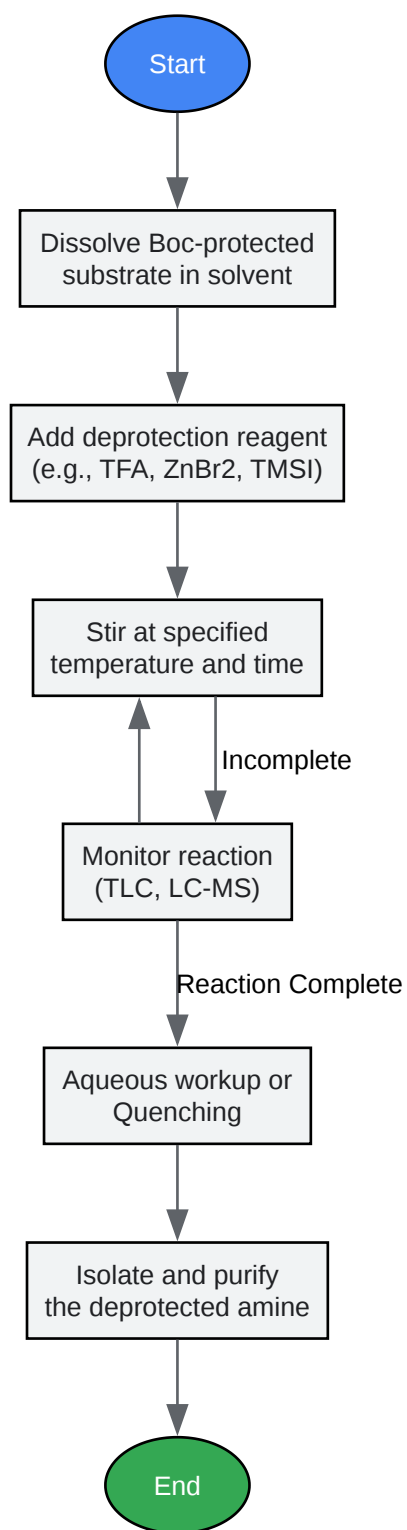 Start
Dissolve Boc-protected
substrate in solvent
Add deprotection reagent
(e.g., TFA, ZnBr2, TMSI)
Stir at specified
temperature and time
Incomplete
Monitor reaction
(TLC, LC-MS)
Reaction Complete
Aqueous workup or
Quenching
Isolate and purify
the deprotected amine
End